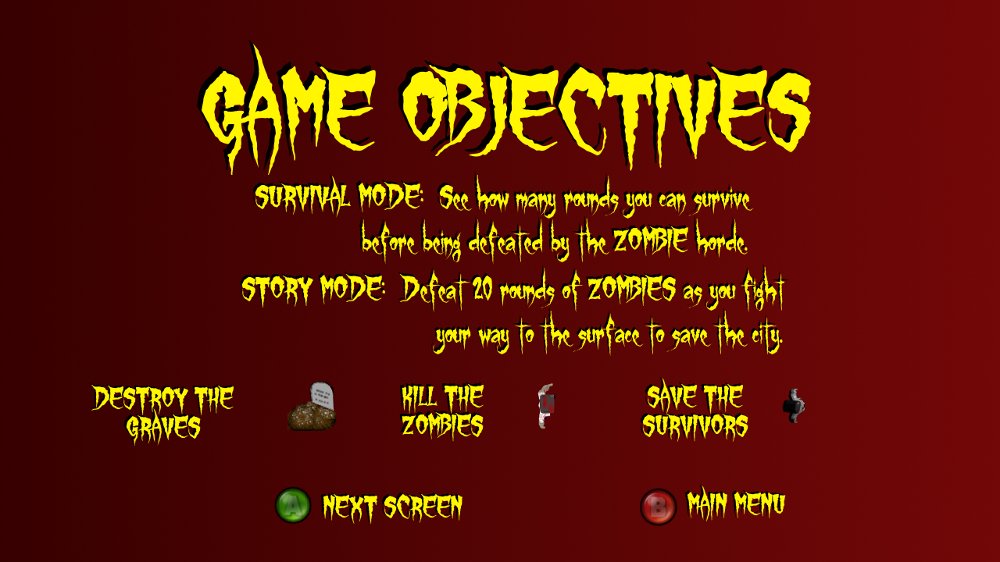 GAME OBJECTIVES
SURVIVAL MODE: See how many rounds you can survive
before being defeated by the ZOMBIE horde.
STORY MODE: Defeat 20 rounds of ZOMBIES as you fight
your way to the surface to save the city.
DESTROY THE
GRAVES
KILL THE
ZOMBIES
SAVE THE
SURVIVORS
A NEXT SCREEN
B MAIN MENU